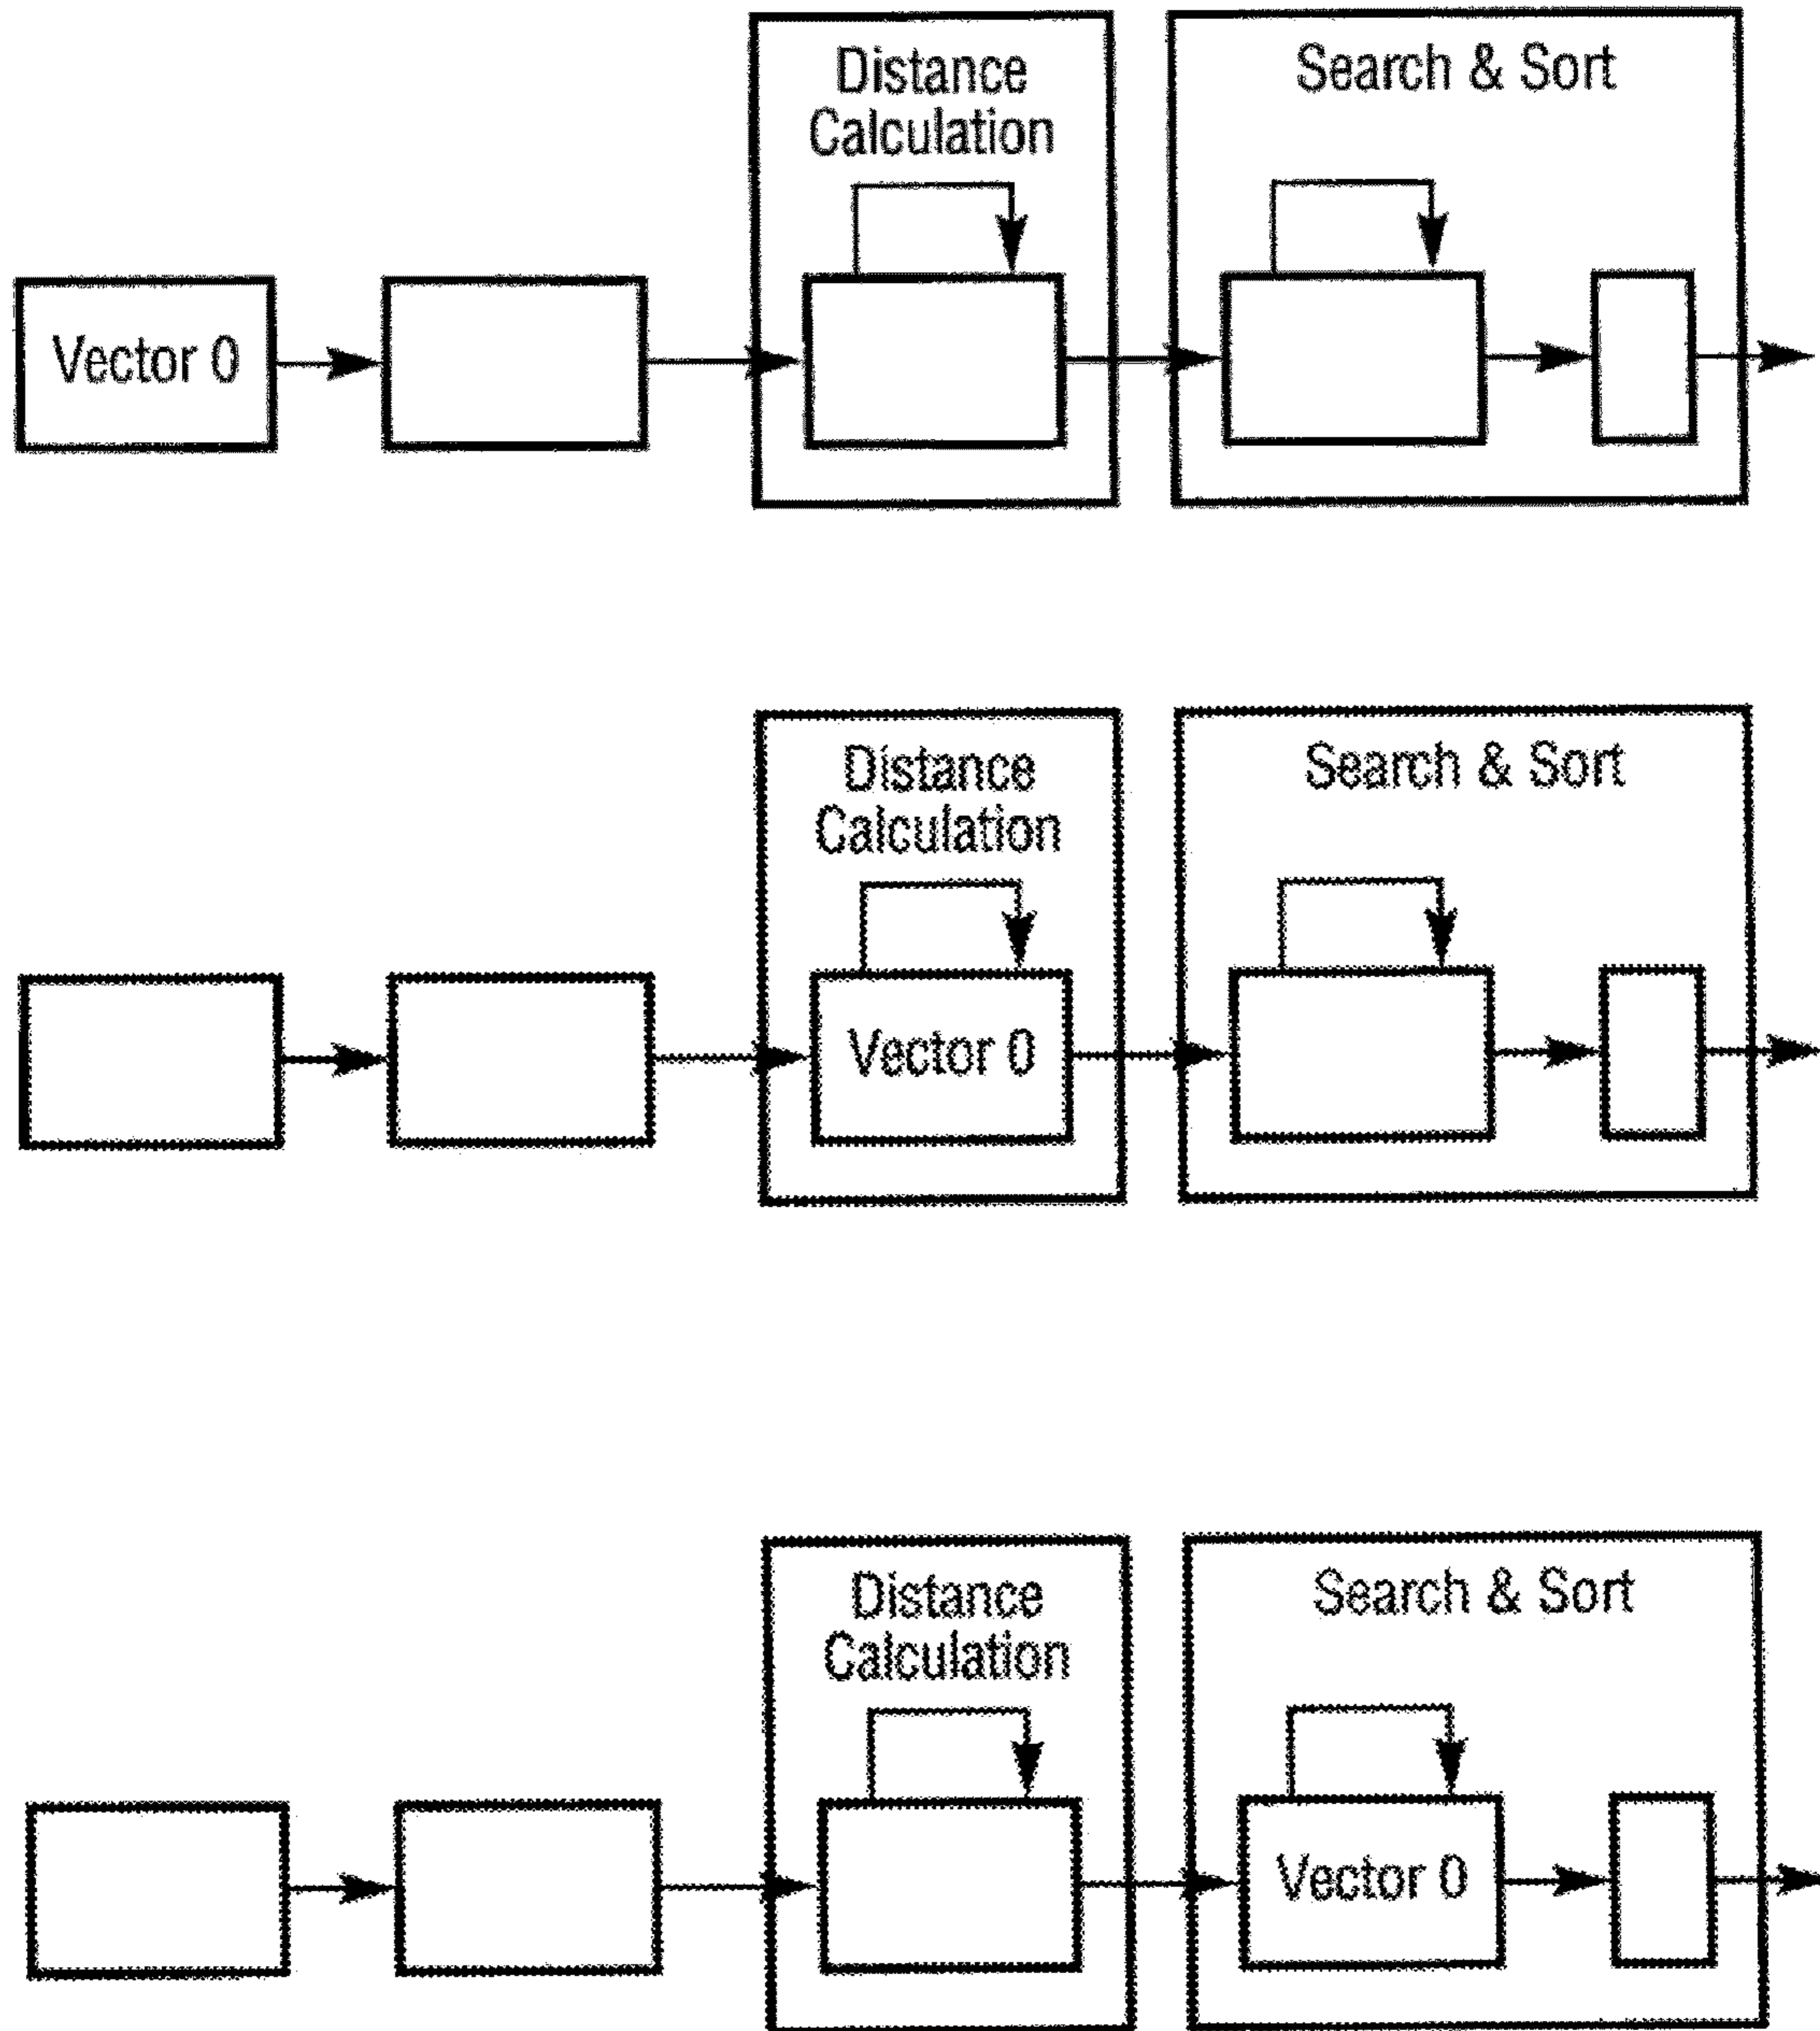 Distance
Calculation
Search & Sort
Vector 0
Distance
Calculation
Search & Sort
Vector 0
Distance
Calculation
Search & Sort
Vector 0